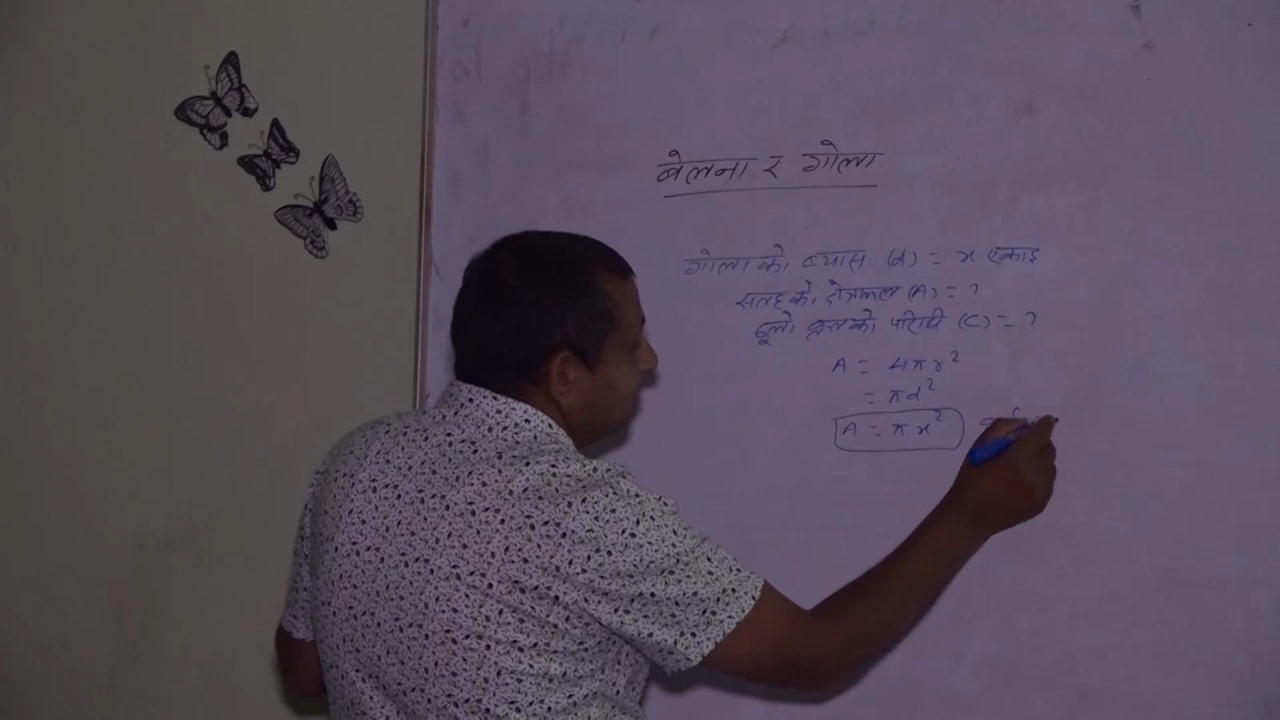 बेलना र गोला
गोलाको ब्यास (d) = x एकाइ
सतहको क्षेत्रफल (A) = ?
ठूलो वृत्तको परिधि (C) = ?
A = 4πr²
= πd²
A = πx²